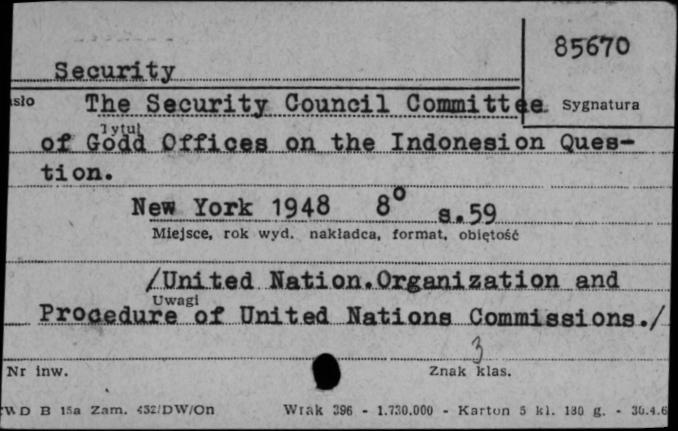 85670
Security
sło The Security Council Committee Sygnatura
Tytuł
of Godd Offices on the Indonesion Ques-
tion.
New York 1948 8° s.59
Miejsce, rok wyd. nakładca, format, objętość
/United Nation.Organization and
Uwagi
Procedure of United Nations Commissions./
3
Nr inw. Znak klas.
WD B 15a Zam. 452/DW/On Wrak 396 - 1.730.000 - Karton 5 kl. 180 g. - 30.4.6